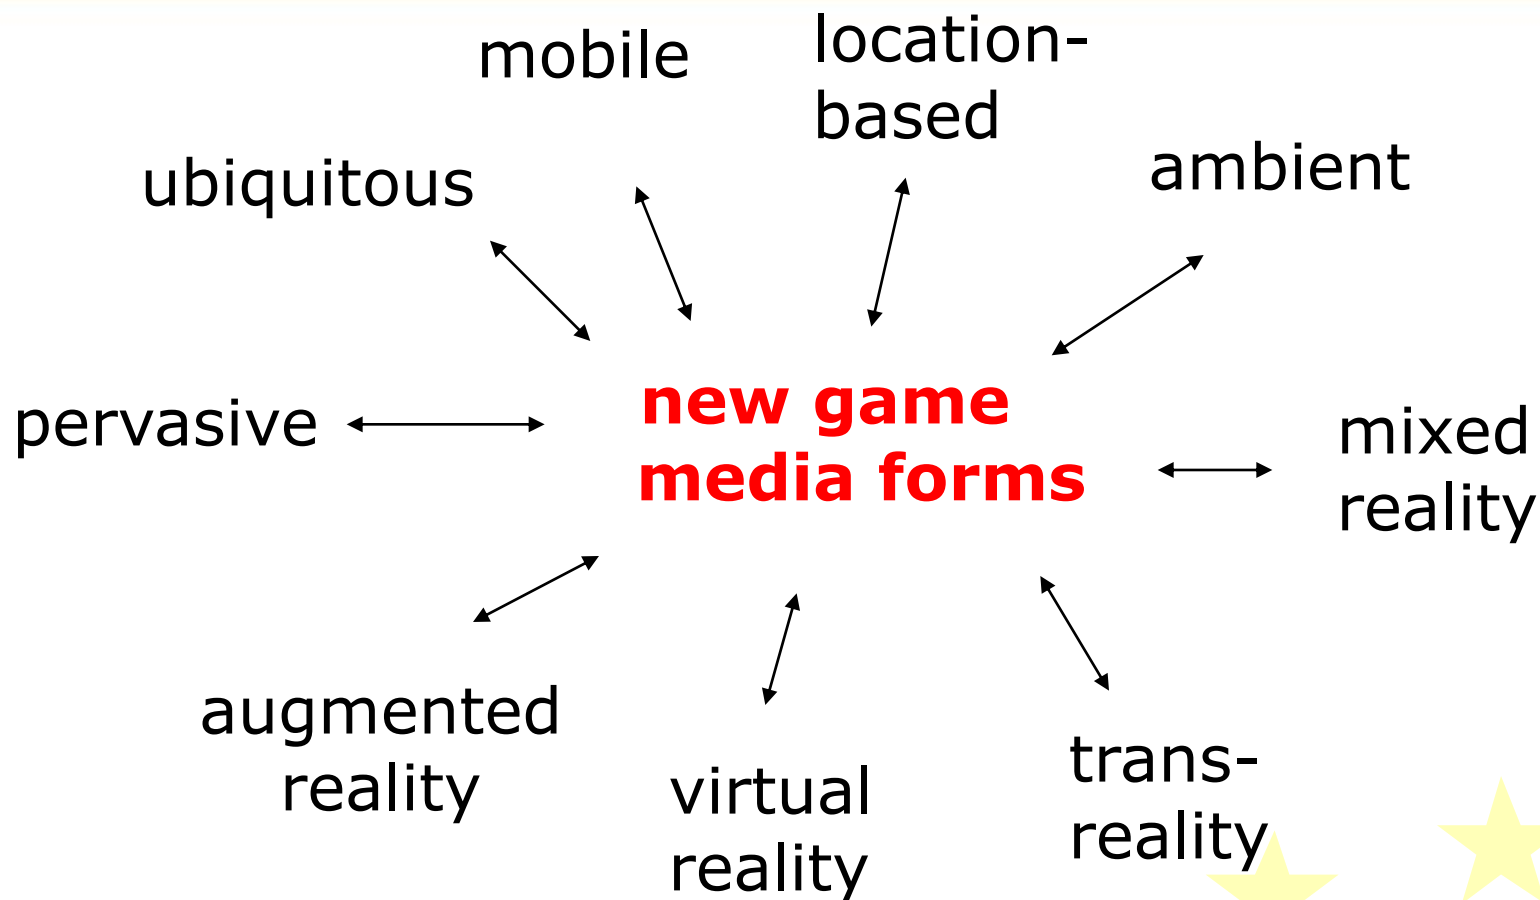 mobile
location-
based
ubiquitous
ambient
pervasive
new game
media forms
mixed
reality
augmented
reality
virtual
reality
trans-
reality